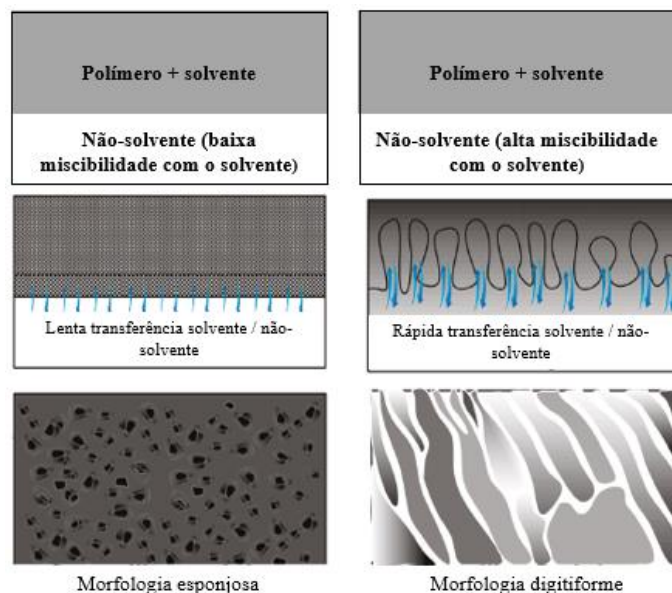 Polímero + solvente
Não-solvente (baixa
miscibilidade com o solvente)
Lenta transferência solvente / não-
solvente
Morfologia esponjosa
Polímero + solvente
Não-solvente (alta miscibilidade
com o solvente)
Rápida transferência solvente / não-
solvente
Morfologia digitiforme